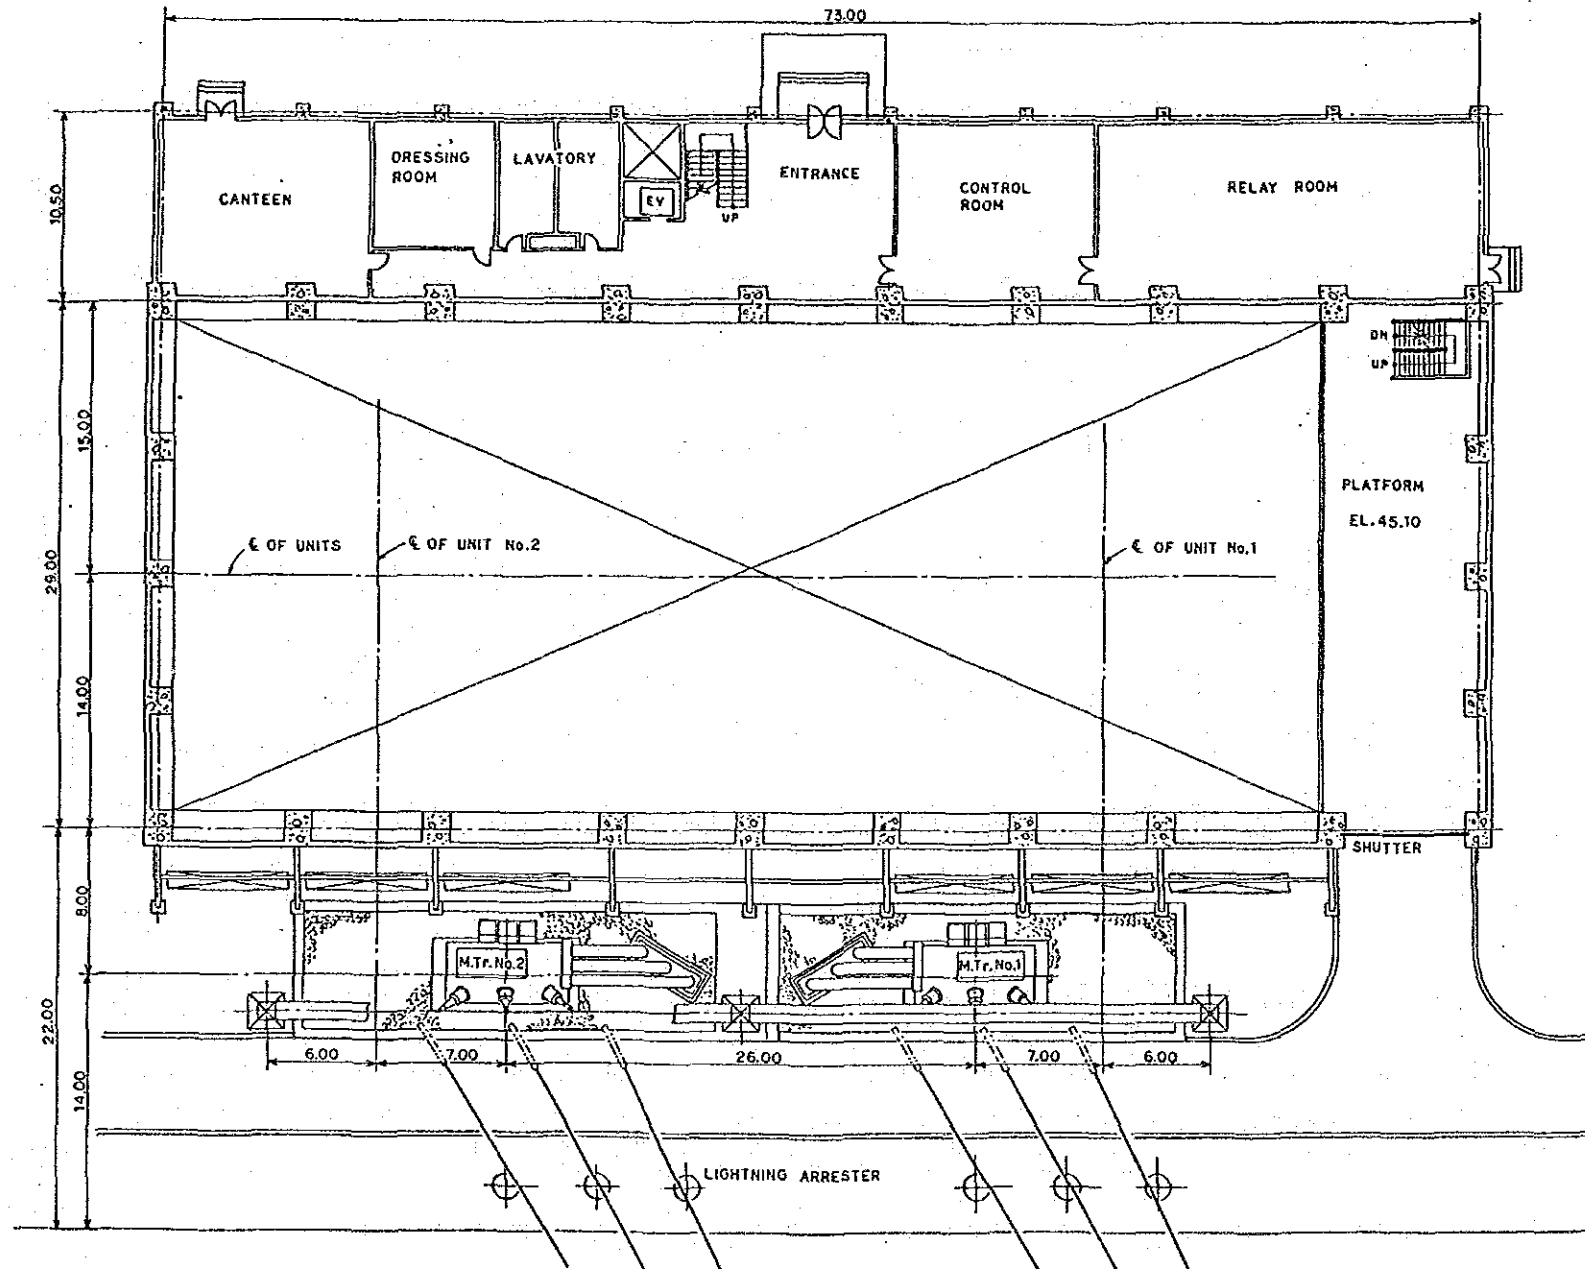 73.00
10.50
CANTEEN
DRESSING
ROOM
LAVATORY
EV
UP
ENTRANCE
CONTROL
ROOM
RELAY ROOM
DN
UP
15.00
29.00
14.00
℄ OF UNITS
℄ OF UNIT No.2
℄ OF UNIT No.1
PLATFORM
EL.45.10
SHUTTER
8.00
22.00
14.00
M.Tr.No.2
M.Tr.No.1
6.00
7.00
26.00
7.00
6.00
LIGHTNING ARRESTER